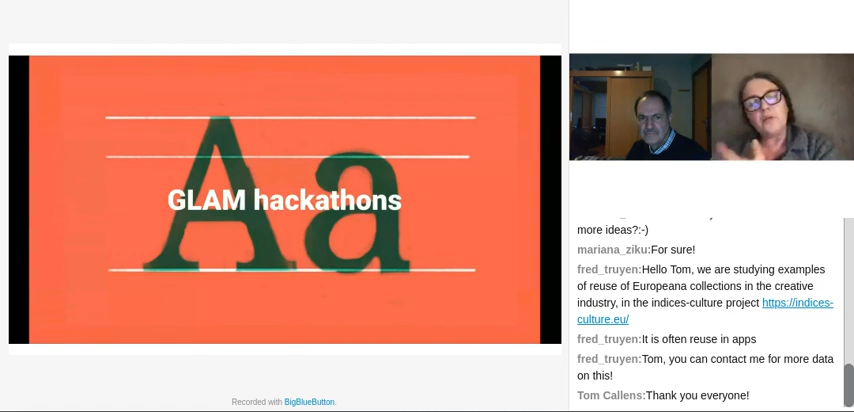 Aa
GLAM hackathons
Recorded with BigBlueButton.
more ideas?:-)
mariana_ziku:For sure!
fred_truyen:Hello Tom, we are studying examples
of reuse of Europeana collections in the creative
industry, in the indices-culture project https://indices-
culture.eu/
fred_truyen:It is often reuse in apps
fred_truyen:Tom, you can contact me for more data
on this!
Tom Callens:Thank you everyone!